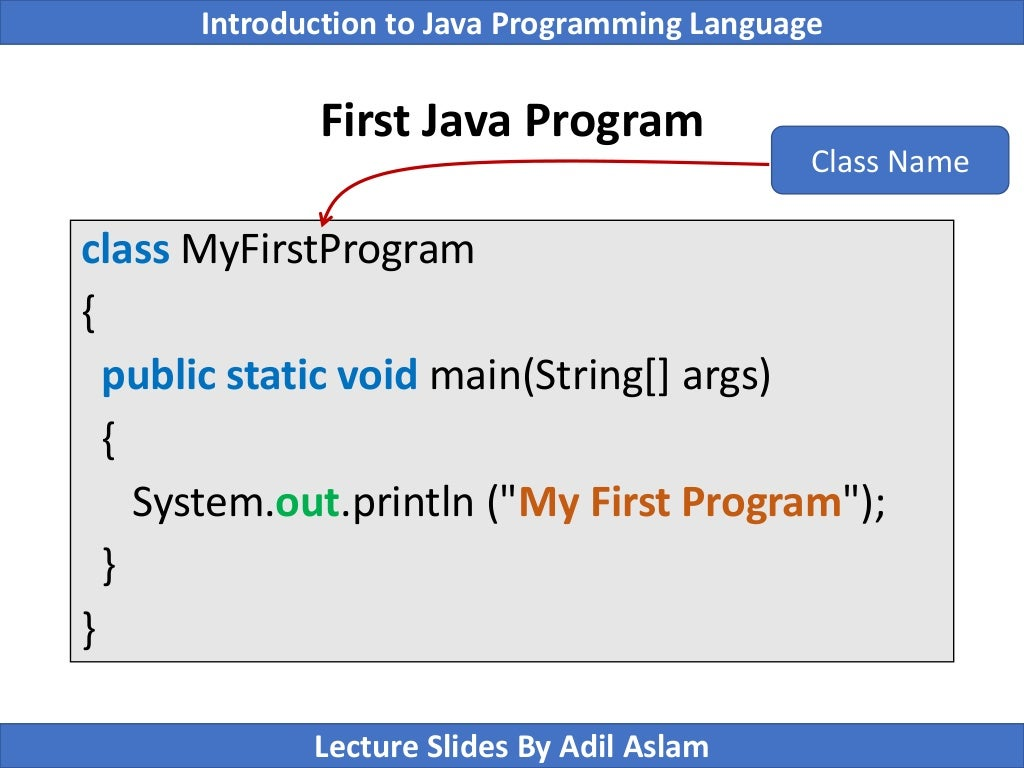 Introduction to Java Programming Language
First Java Program
Class Name
class MyFirstProgram
{
public static void main(String[] args)
{
System.out.println ("My First Program");
}
}
Lecture Slides By Adil Aslam